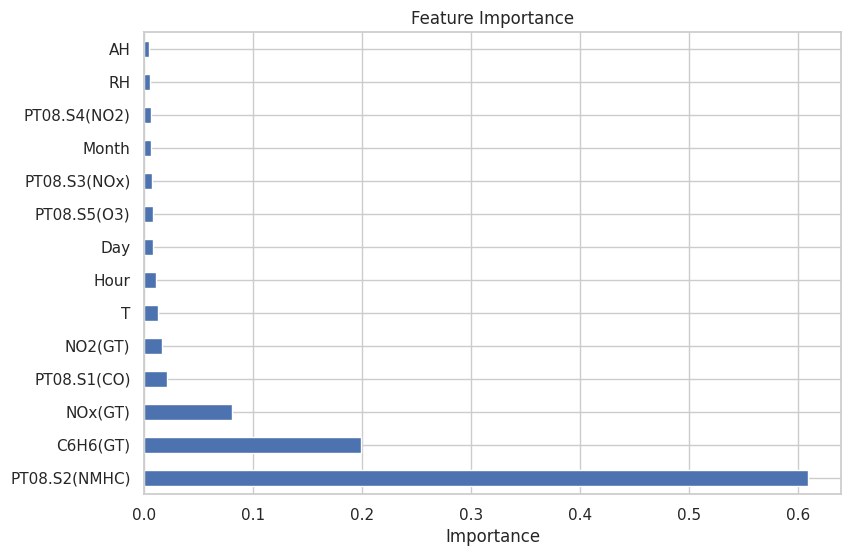 Feature Importance
AH
RH
PT08.S4(NO2)
Month
PT08.S3(NOx)
PT08.S5(O3)
Day
Hour
T
NO2(GT)
PT08.S1(CO)
NOx(GT)
C6H6(GT)
PT08.S2(NMHC)
0.0 0.1 0.2 0.3 0.4 0.5 0.6
Importance